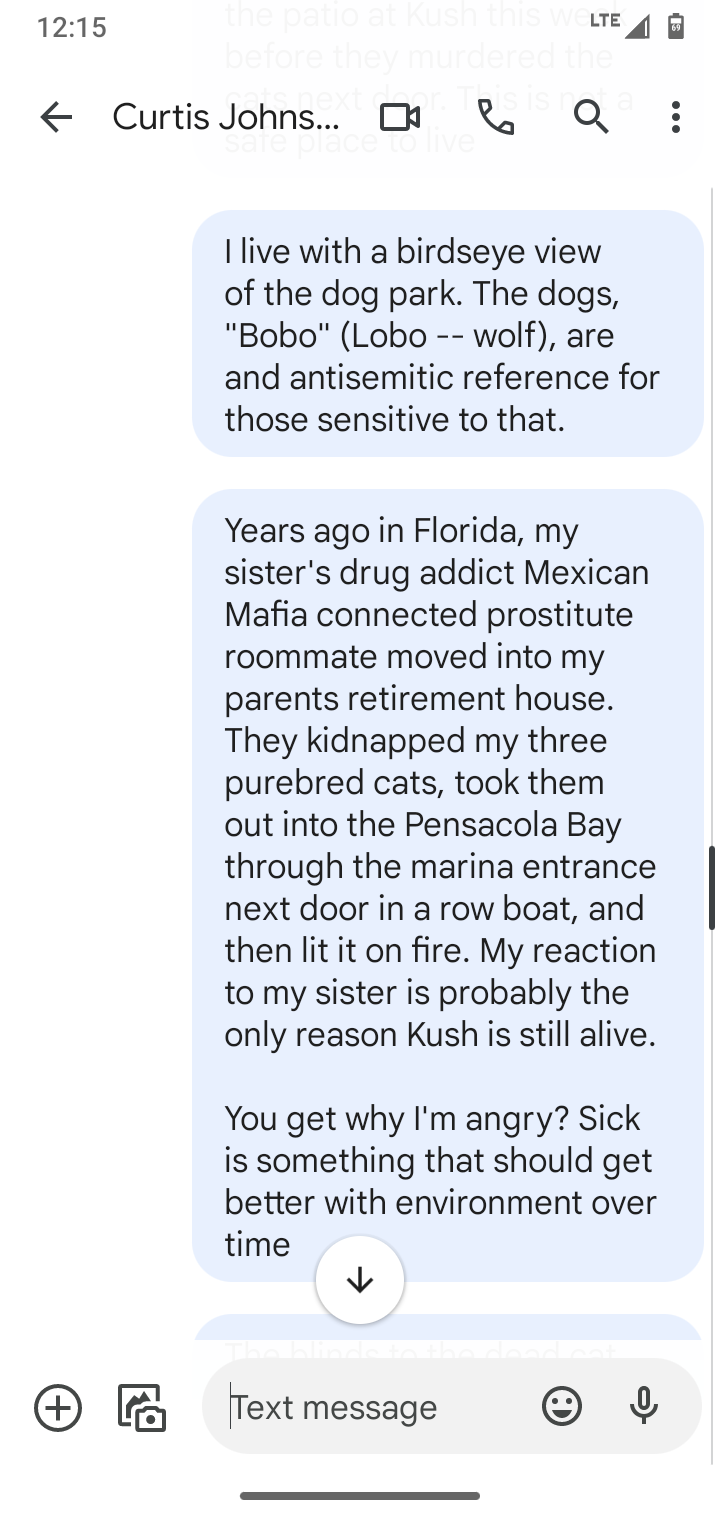 12:15
LTE
69
the patio at Kush this week
before they murdered the
cats next door. This is not a
safe place to live
Curtis Johns...
I live with a birdseye view
of the dog park. The dogs,
"Bobo" (Lobo -- wolf), are
and antisemitic reference for
those sensitive to that.
Years ago in Florida, my
sister's drug addict Mexican
Mafia connected prostitute
roommate moved into my
parents retirement house.
They kidnapped my three
purebred cats, took them
out into the Pensacola Bay
through the marina entrance
next door in a row boat, and
then lit it on fire. My reaction
to my sister is probably the
only reason Kush is still alive.
You get why I'm angry? Sick
is something that should get
better with environment over
time
The blinds to the dead cat
Text message